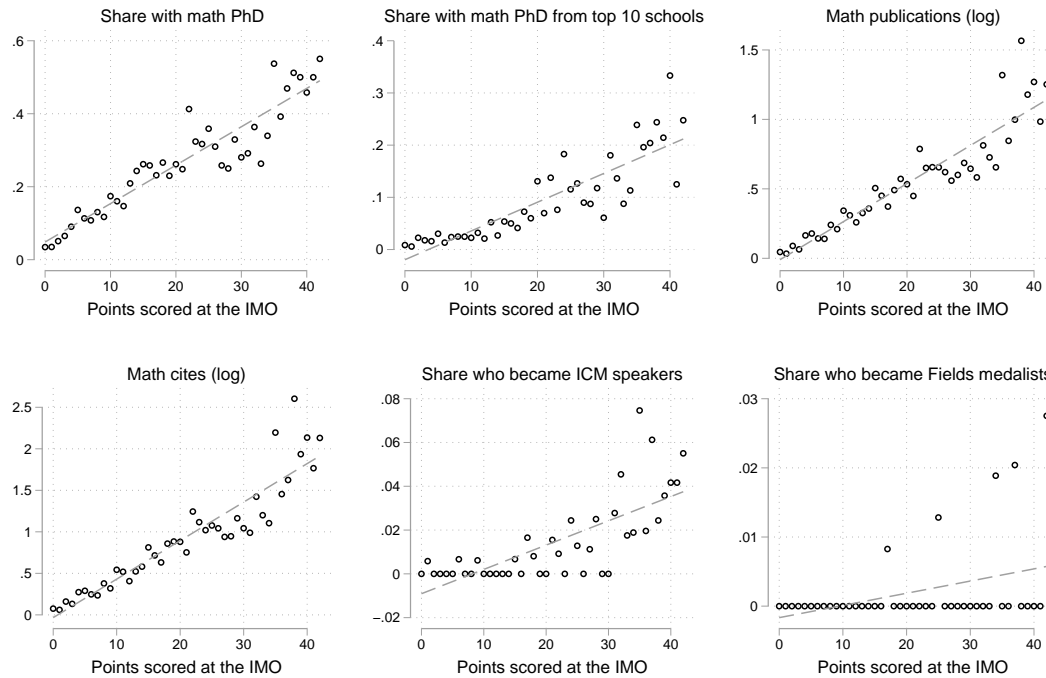 Share with math PhD
.6
.4
.2
0
0 10 20 30 40
Points scored at the IMO
Share with math PhD from top 10 schools
.4
.3
.2
.1
0
0 10 20 30 40
Points scored at the IMO
Math publications (log)
1.5
1
.5
0
0 10 20 30 40
Points scored at the IMO
Math cites (log)
2.5
2
1.5
1
.5
0
0 10 20 30 40
Points scored at the IMO
Share who became ICM speakers
.08
.06
.04
.02
0
−.02
0 10 20 30 40
Points scored at the IMO
Share who became Fields medalists
.03
.02
.01
0
0 10 20 30 40
Points scored at the IMO